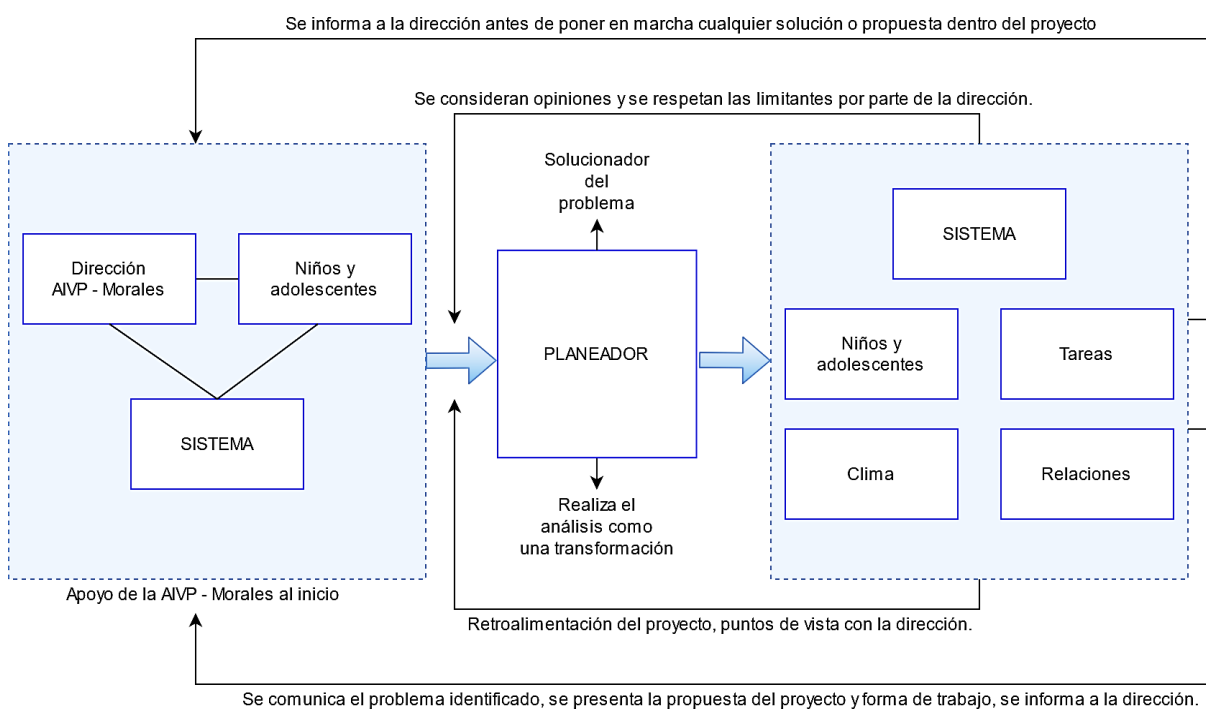 Se informa a la dirección antes de poner en marcha cualquier solución o propuesta dentro del proyecto
Se consideran opiniones y se respetan las limitantes por parte de la dirección.
Dirección
AIVP - Morales
Niños y
adolescentes
SISTEMA
Apoyo de la AIVP - Morales al inicio
Solucionador
del
problema
PLANEADOR
Realiza el
análisis como
una transformación
SISTEMA
Niños y
adolescentes
Tareas
Clima
Relaciones
Retroalimentación del proyecto, puntos de vista con la dirección.
Se comunica el problema identificado, se presenta la propuesta del proyecto y forma de trabajo, se informa a la dirección.